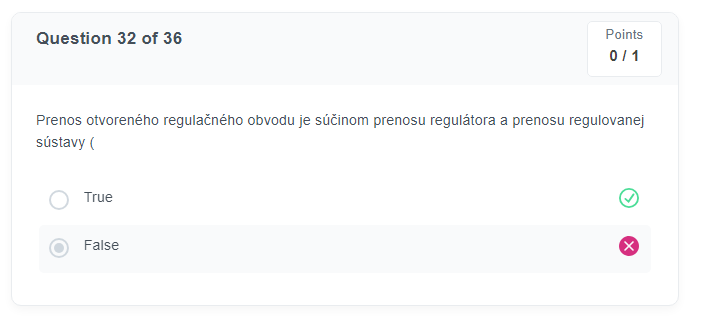 Question 32 of 36
Points
0 / 1
Prenos otvoreného regulačného obvodu je súčinom prenosu regulátora a prenosu regulovanej
sústavy (
True
False